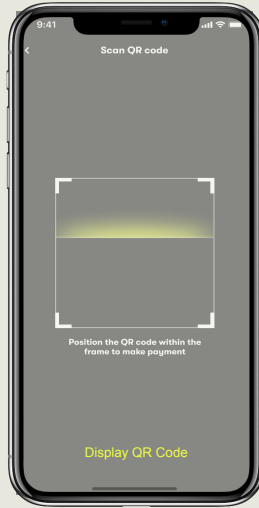 9:41
Scan QR code
Position the QR code within the
frame to make payment
Display QR Code